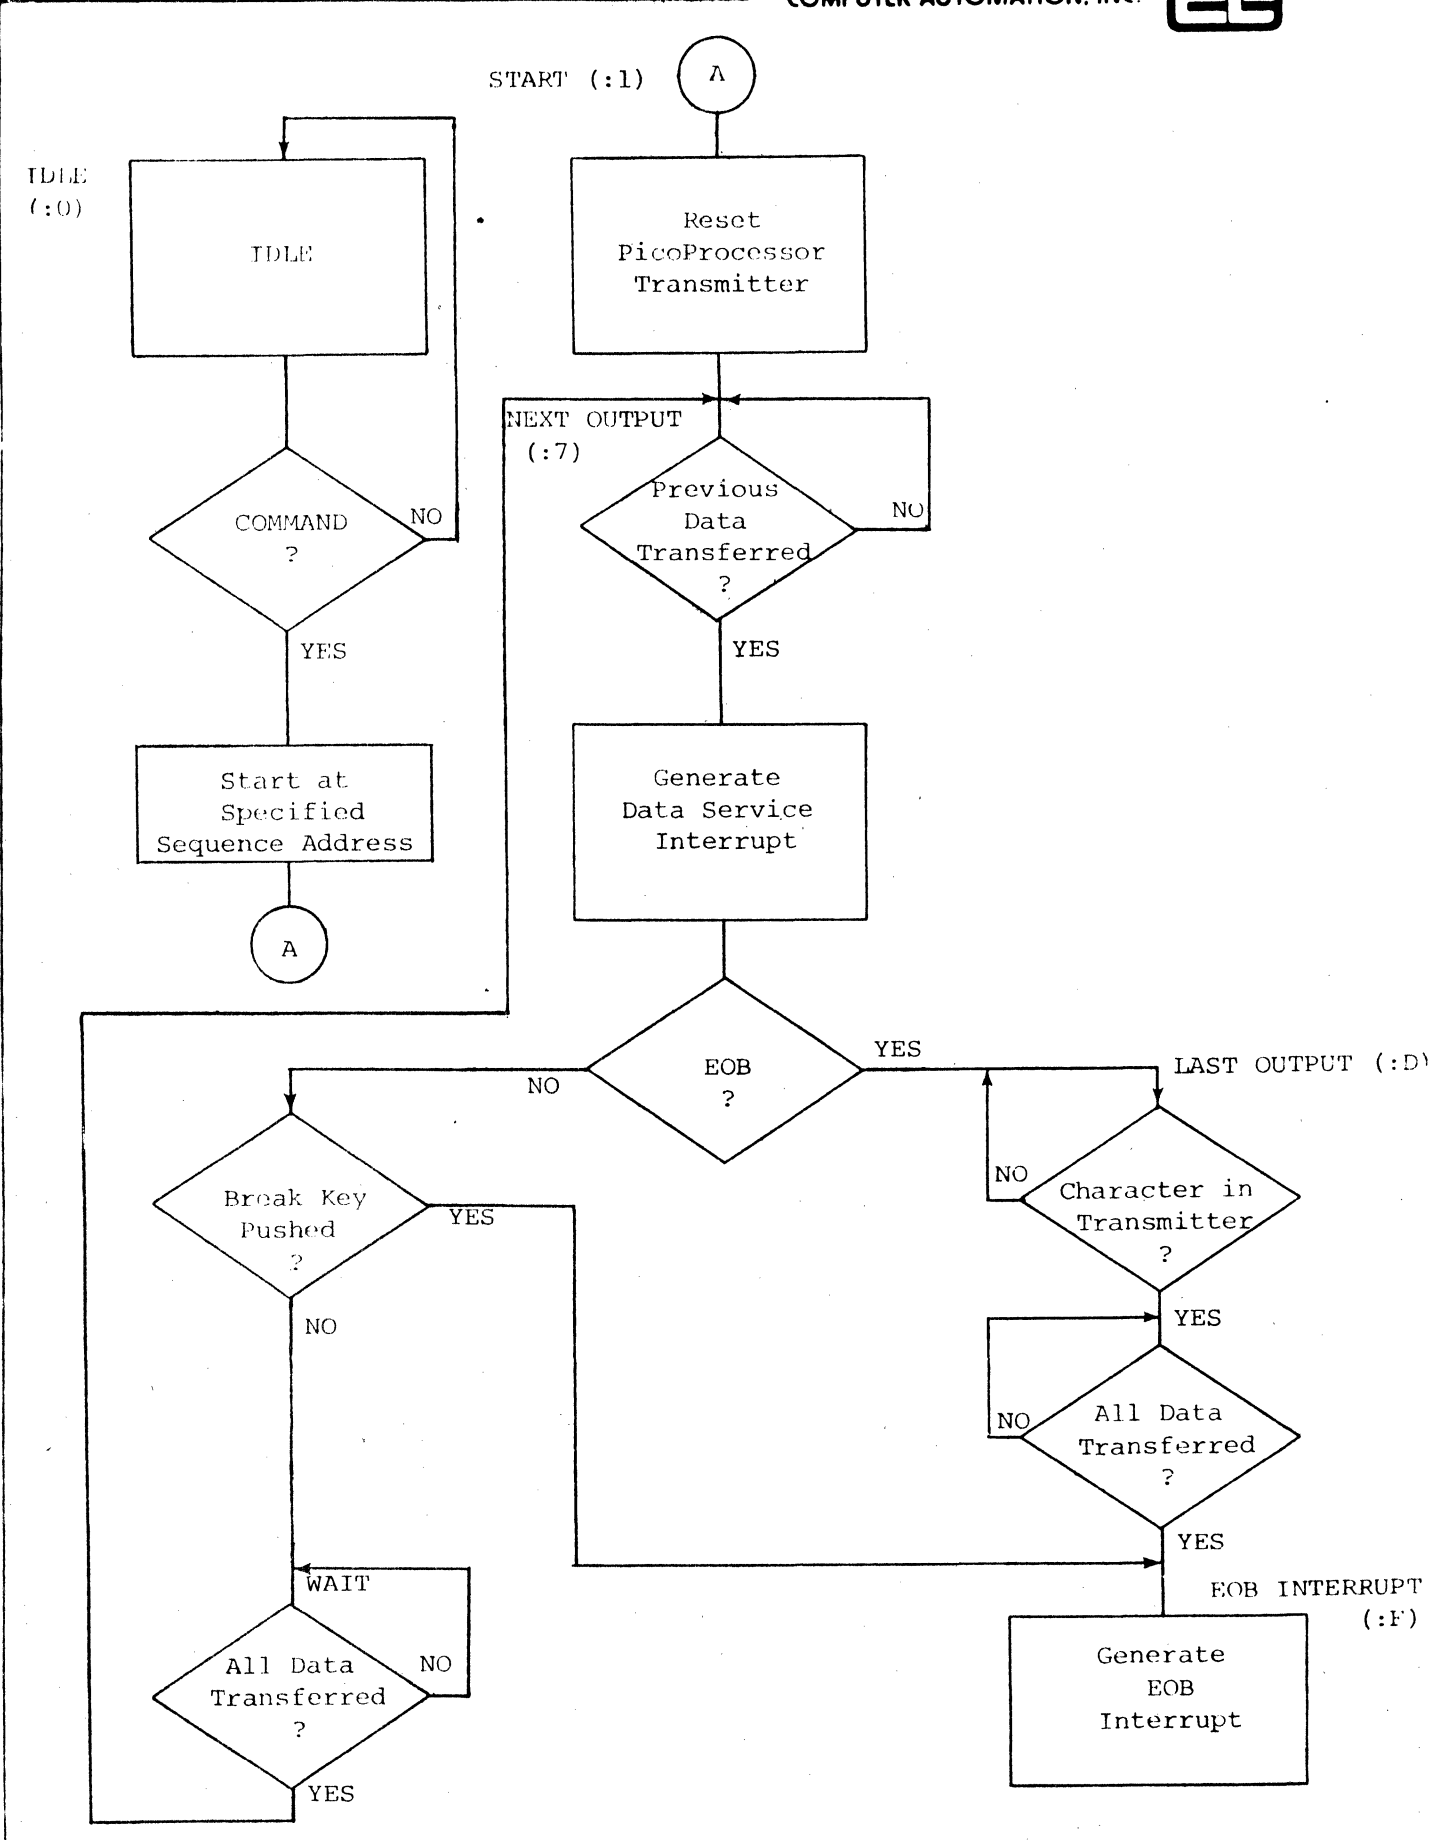 COMPUTER AUTOMATION, INC.
START (:1)
A
IDLE
(:0)
IDLE
COMMAND
?
NO
YES
Start at
Specified
Sequence Address
A
Reset
PicoProcessor
Transmitter
NEXT OUTPUT
(:7)
Previous
Data
Transferred
?
NO
YES
Generate
Data Service
Interrupt
EOB
?
NO
YES
LAST OUTPUT (:D)
Break Key
Pushed
?
YES
NO
WAIT
All Data
Transferred
?
NO
YES
Character in
Transmitter
?
NO
YES
All Data
Transferred
?
NO
YES
EOB INTERRUPT
(:F)
Generate
EOB
Interrupt